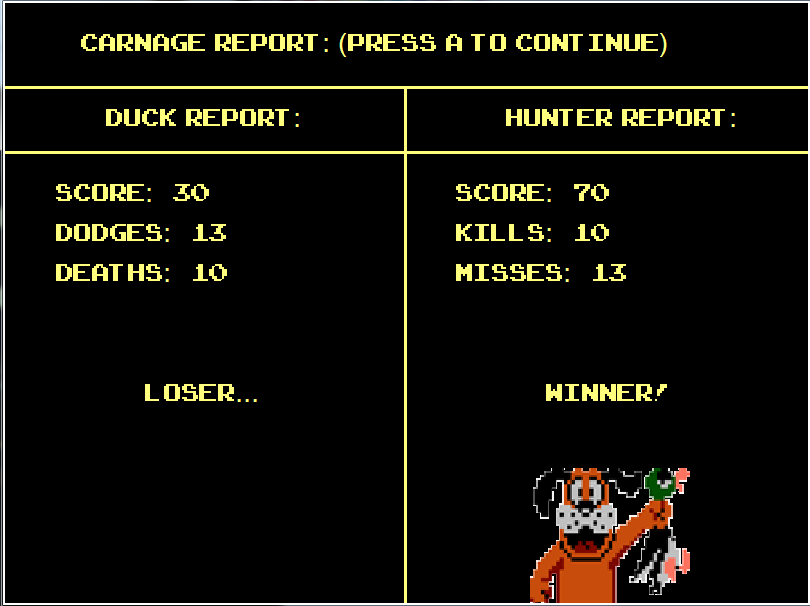 CARNAGE REPORT: (PRESS A TO CONTINUE)
DUCK REPORT:
SCORE: 30
DODGES: 13
DEATHS: 10
LOSER...
HUNTER REPORT:
SCORE: 70
KILLS: 10
MISSES: 13
WINNER!